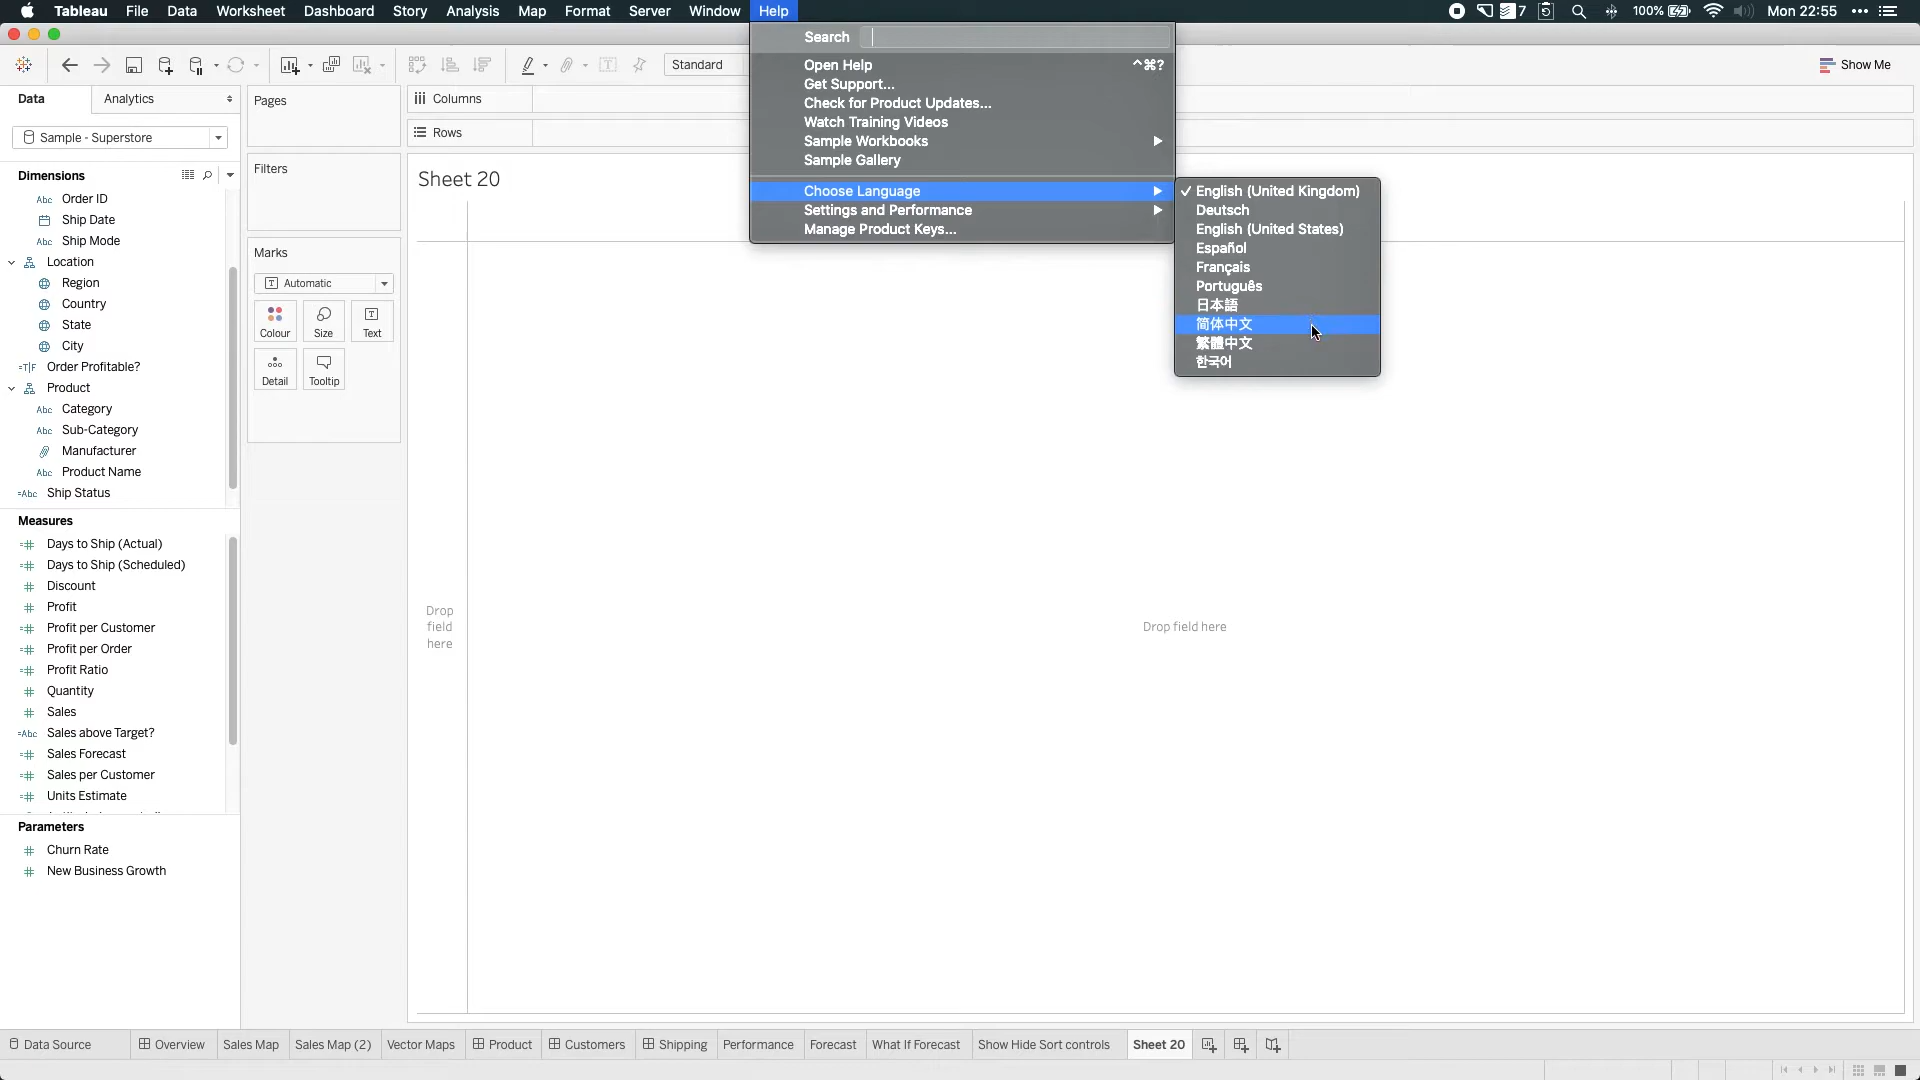 Tableau File Data Worksheet Dashboard Story Analysis Map Format Server Window Help
7 100% Mon 22:55
Standard
Show Me
Search
Open Help ^⌘?
Get Support...
Check for Product Updates...
Watch Training Videos
Sample Workbooks
Sample Gallery
Choose Language
Settings and Performance
Manage Product Keys...
✓ English (United Kingdom)
Deutsch
English (United States)
Español
Français
Português
日本語
简体中文
繁體中文
한국어
Data Analytics
Sample - Superstore
Dimensions
Abc Order ID
Ship Date
Abc Ship Mode
Location
Region
Country
State
City
=T|F Order Profitable?
Product
Abc Category
Abc Sub-Category
Manufacturer
Abc Product Name
=Abc Ship Status
Measures
=# Days to Ship (Actual)
=# Days to Ship (Scheduled)
# Discount
# Profit
=# Profit per Customer
=# Profit per Order
=# Profit Ratio
# Quantity
# Sales
=Abc Sales above Target?
=# Sales Forecast
=# Sales per Customer
=# Units Estimate
Parameters
# Churn Rate
# New Business Growth
Pages
Filters
Marks
T Automatic
Colour Size Text
Detail Tooltip
Columns
Rows
Sheet 20
Drop
field
here
Drop field here
Data Source Overview Sales Map Sales Map (2) Vector Maps Product Customers Shipping Performance Forecast What If Forecast Show Hide Sort controls Sheet 20